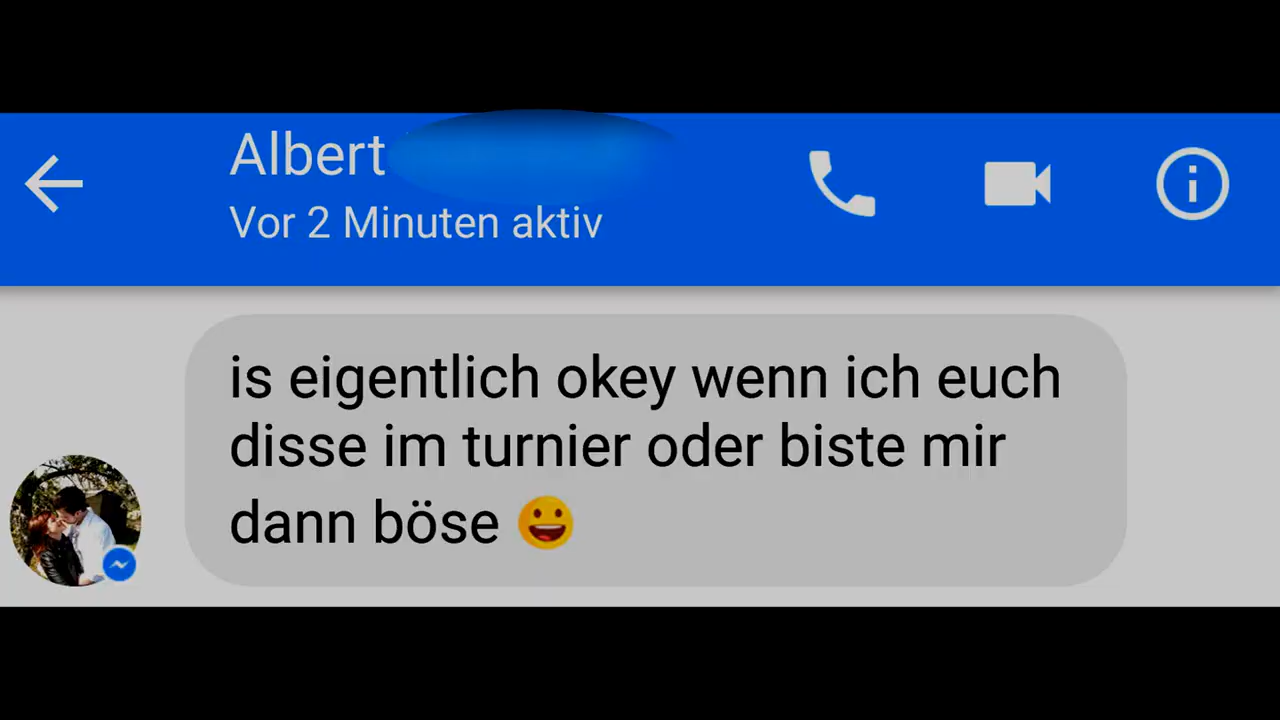 Albert
Vor 2 Minuten aktiv
is eigentlich okey wenn ich euch
disse im turnier oder biste mir
dann böse 😀